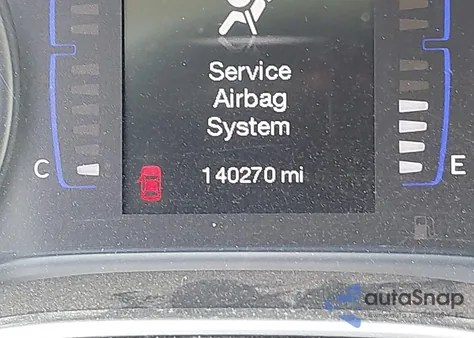 Service
Airbag
System
C
140270 mi
E
autoSnap